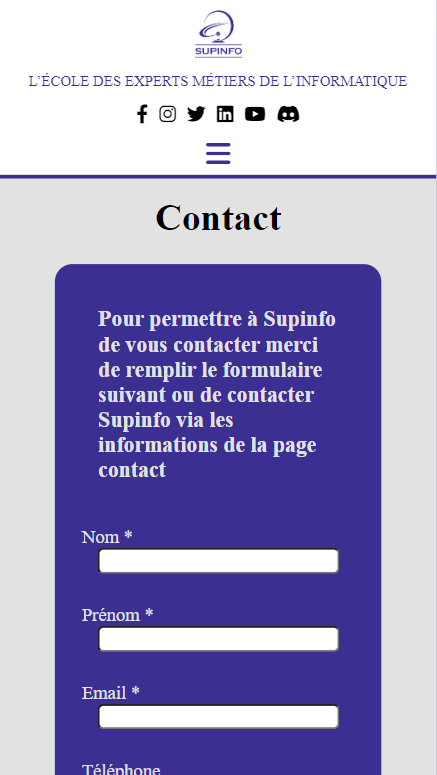 SUPINFO
L’ÉCOLE DES EXPERTS MÉTIERS DE L’INFORMATIQUE
Contact
Pour permettre à Supinfo
de vous contacter merci
de remplir le formulaire
suivant ou de contacter
Supinfo via les
informations de la page
contact
Nom *
Prénom *
Email *
Téléphone